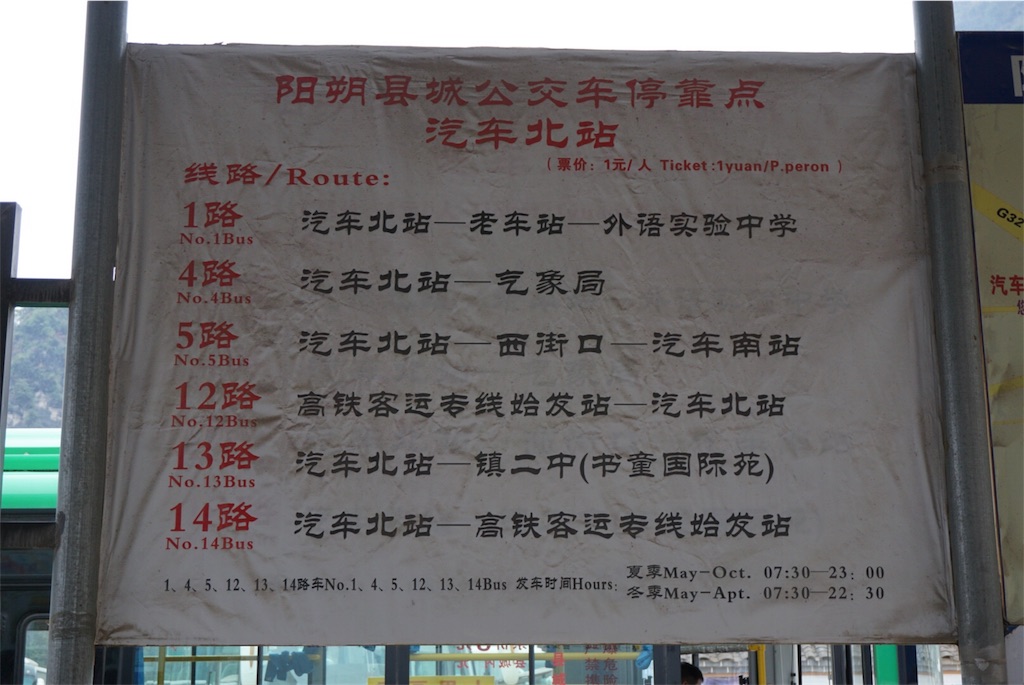 阳朔县城公交车停靠点
汽车北站
线路/Route:
（票价：1元/人 Ticket:1yuan/P.peron ）
1路 汽车北站—老车站—外语实验中学
No.1Bus
4路 汽车北站—气象局
No.4Bus
5路 汽车北站—西街口—汽车南站
No.5Bus
12路 高铁客运专线始发站—汽车北站
No.12Bus
13路 汽车北站—镇二中(书童国际苑)
No.13Bus
14路 汽车北站—高铁客运专线始发站
No.14Bus
1、4、5、12、13、14路车No.1、4、5、12、13、14Bus 发车时间Hours:
夏季May-Oct. 07:30—23：00
冬季May-Apt. 07:30—22：30
G32
汽车